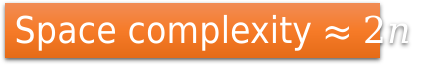 Space complexity ≈ 2n